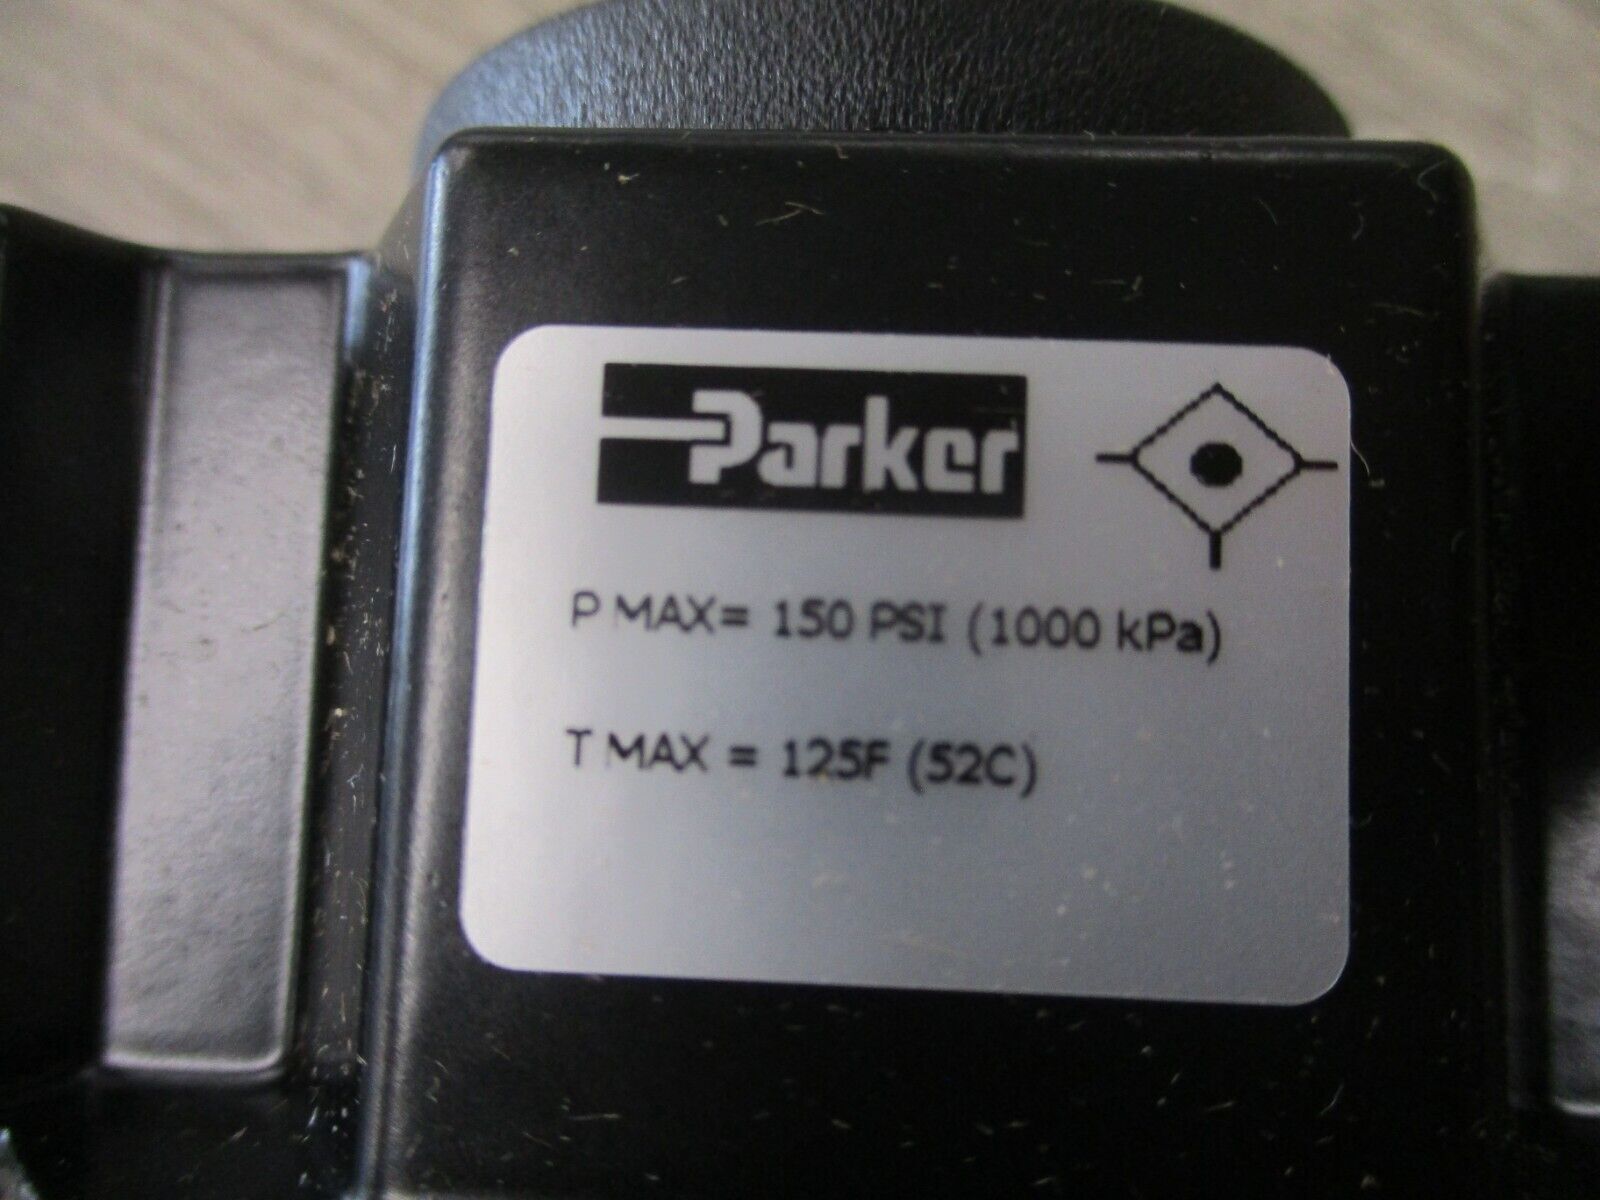 Parker
P MAX= 150 PSI (1000 kPa)
T MAX = 125F (52C)